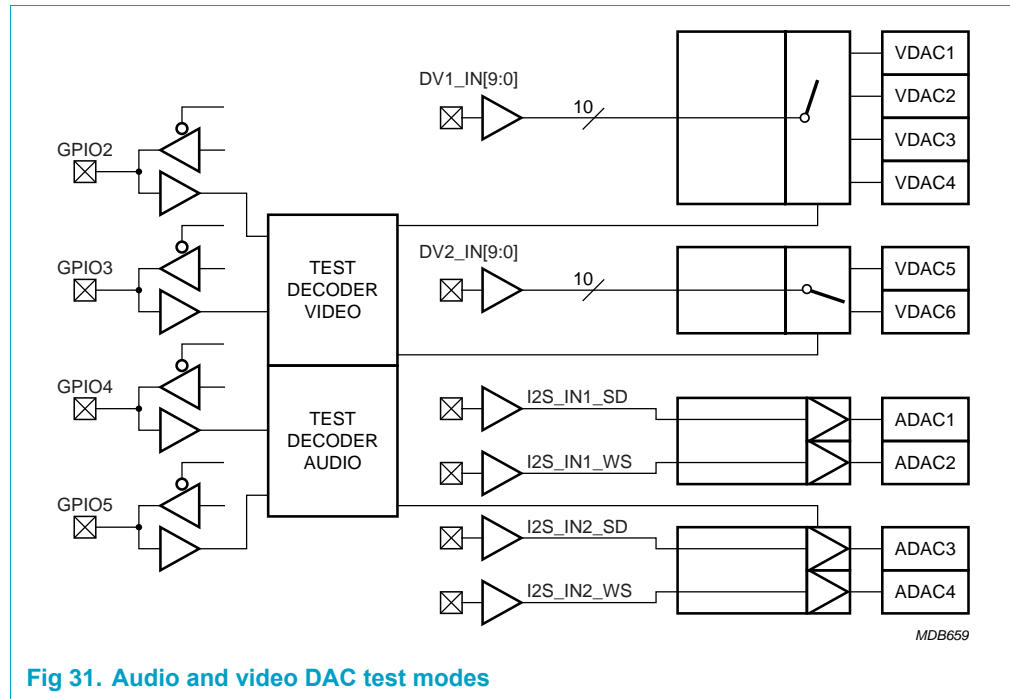 DV1_IN[9:0]
10
VDAC1
VDAC2
VDAC3
VDAC4
GPIO2
GPIO3
GPIO4
GPIO5
TEST
DECODER
VIDEO
TEST
DECODER
AUDIO
DV2_IN[9:0]
10
VDAC5
VDAC6
I2S_IN1_SD
I2S_IN1_WS
ADAC1
ADAC2
I2S_IN2_SD
I2S_IN2_WS
ADAC3
ADAC4
MDB659
Fig 31. Audio and video DAC test modes